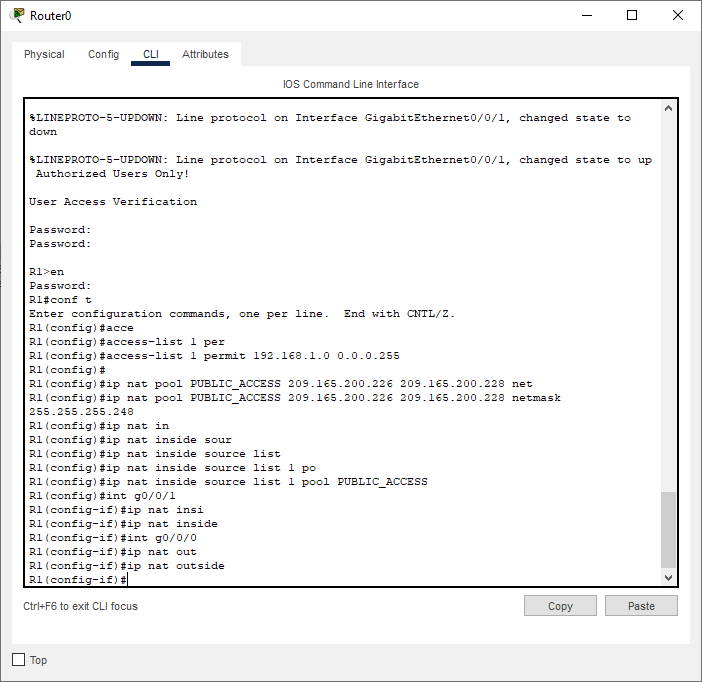 Router0
Physical Config CLI Attributes
IOS Command Line Interface
%LINEPROTO-5-UPDOWN: Line protocol on Interface GigabitEthernet0/0/1, changed state to
down
%LINEPROTO-5-UPDOWN: Line protocol on Interface GigabitEthernet0/0/1, changed state to up
Authorized Users Only!
User Access Verification
Password:
Password:
R1>en
Password:
R1#conf t
Enter configuration commands, one per line.  End with CNTL/Z.
R1(config)#acce
R1(config)#access-list 1 per
R1(config)#access-list 1 permit 192.168.1.0 0.0.0.255
R1(config)#
R1(config)#ip nat pool PUBLIC_ACCESS 209.165.200.226 209.165.200.228 net
R1(config)#ip nat pool PUBLIC_ACCESS 209.165.200.226 209.165.200.228 netmask
255.255.255.248
R1(config)#ip nat in
R1(config)#ip nat inside sour
R1(config)#ip nat inside source list
R1(config)#ip nat inside source list 1 po
R1(config)#ip nat inside source list 1 pool PUBLIC_ACCESS
R1(config)#int g0/0/1
R1(config-if)#ip nat insi
R1(config-if)#ip nat inside
R1(config-if)#int g0/0/0
R1(config-if)#ip nat out
R1(config-if)#ip nat outside
R1(config-if)#
Ctrl+F6 to exit CLI focus
Copy Paste
Top